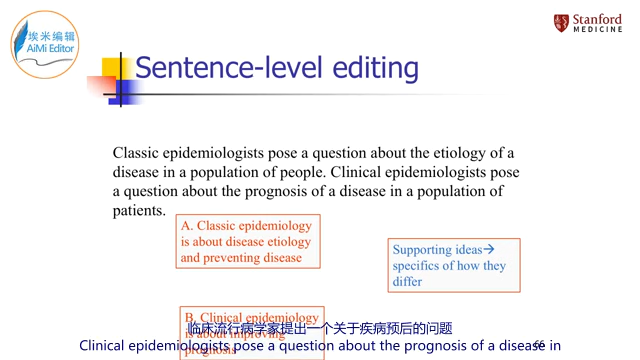 埃米编辑
AiMi Editor
Stanford
MEDICINE
Sentence-level editing
Classic epidemiologists pose a question about the etiology of a
disease in a population of people. Clinical epidemiologists pose
a question about the prognosis of a disease in a population of
patients.
A. Classic epidemiology
is about disease etiology
and preventing disease
Supporting ideas→
specifics of how they
differ
B. Clinical epidemiology
is about improving
prognosis
临床流行病学家提出一个关于疾病预后的问题
Clinical epidemiologists pose a question about the prognosis of a disease in